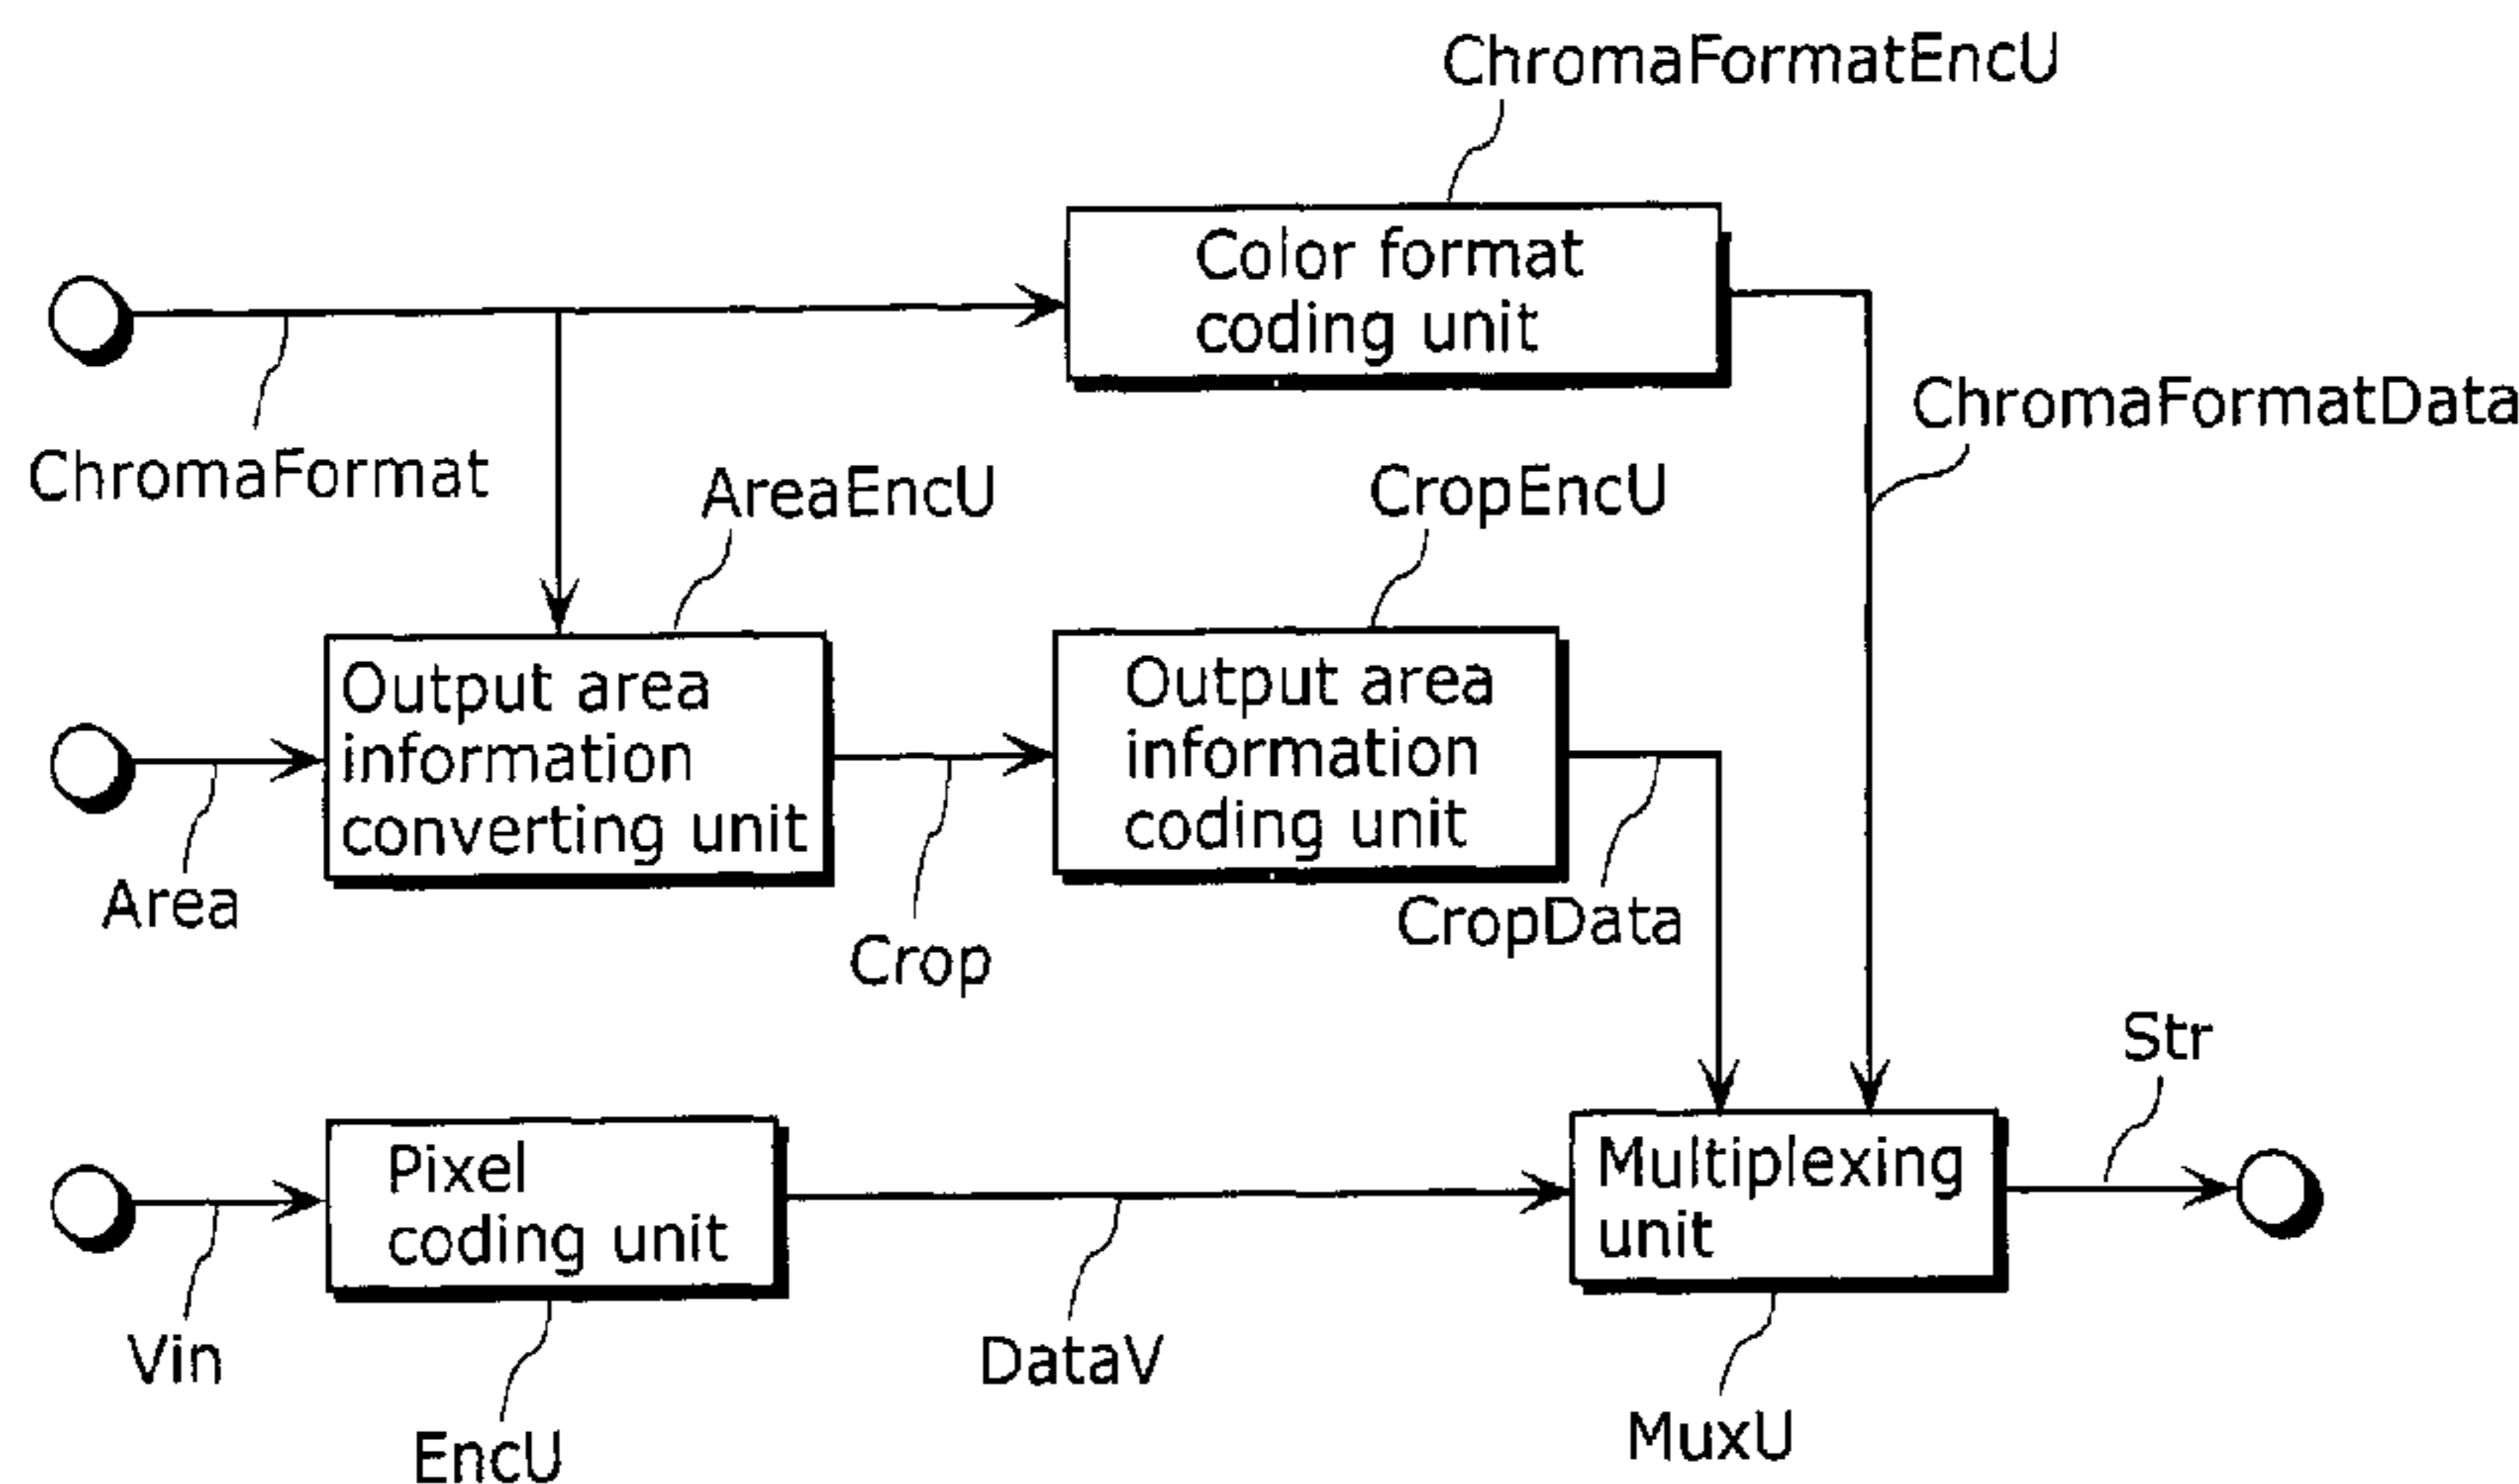 ChromaFormatEncU
Color format
coding unit
ChromaFormat
ChromaFormatData
AreaEncU
CropEncU
Output area
information
converting unit
Output area
information
coding unit
Area
Crop
CropData
Str
Pixel
coding unit
Multiplexing
unit
Vin
DataV
EncU
MuxU